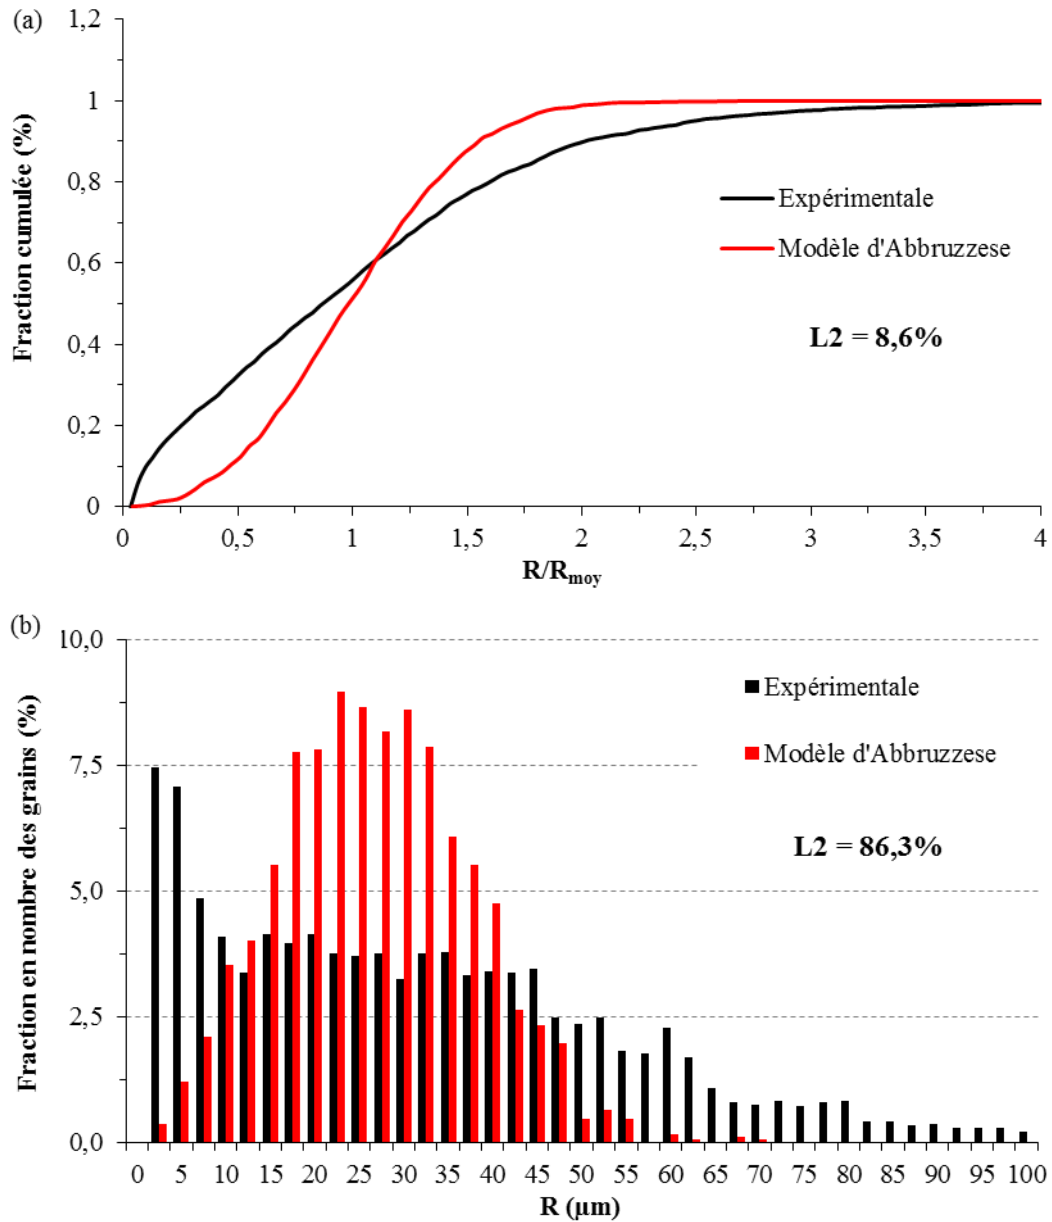 (a)
1,2
1
0,8
0,6
0,4
0,2
0
Fraction cumulée (%)
Expérimentale
Modèle d'Abbruzzese
L2 = 8,6%
0 0,5 1 1,5 2 2,5 3 3,5 4
R/Rmoy
(b)
10,0
7,5
5,0
2,5
0,0
Fraction en nombre des grains (%)
Expérimentale
Modèle d'Abbruzzese
L2 = 86,3%
0 5 10 15 20 25 30 35 40 45 50 55 60 65 70 75 80 85 90 95 100
R (µm)